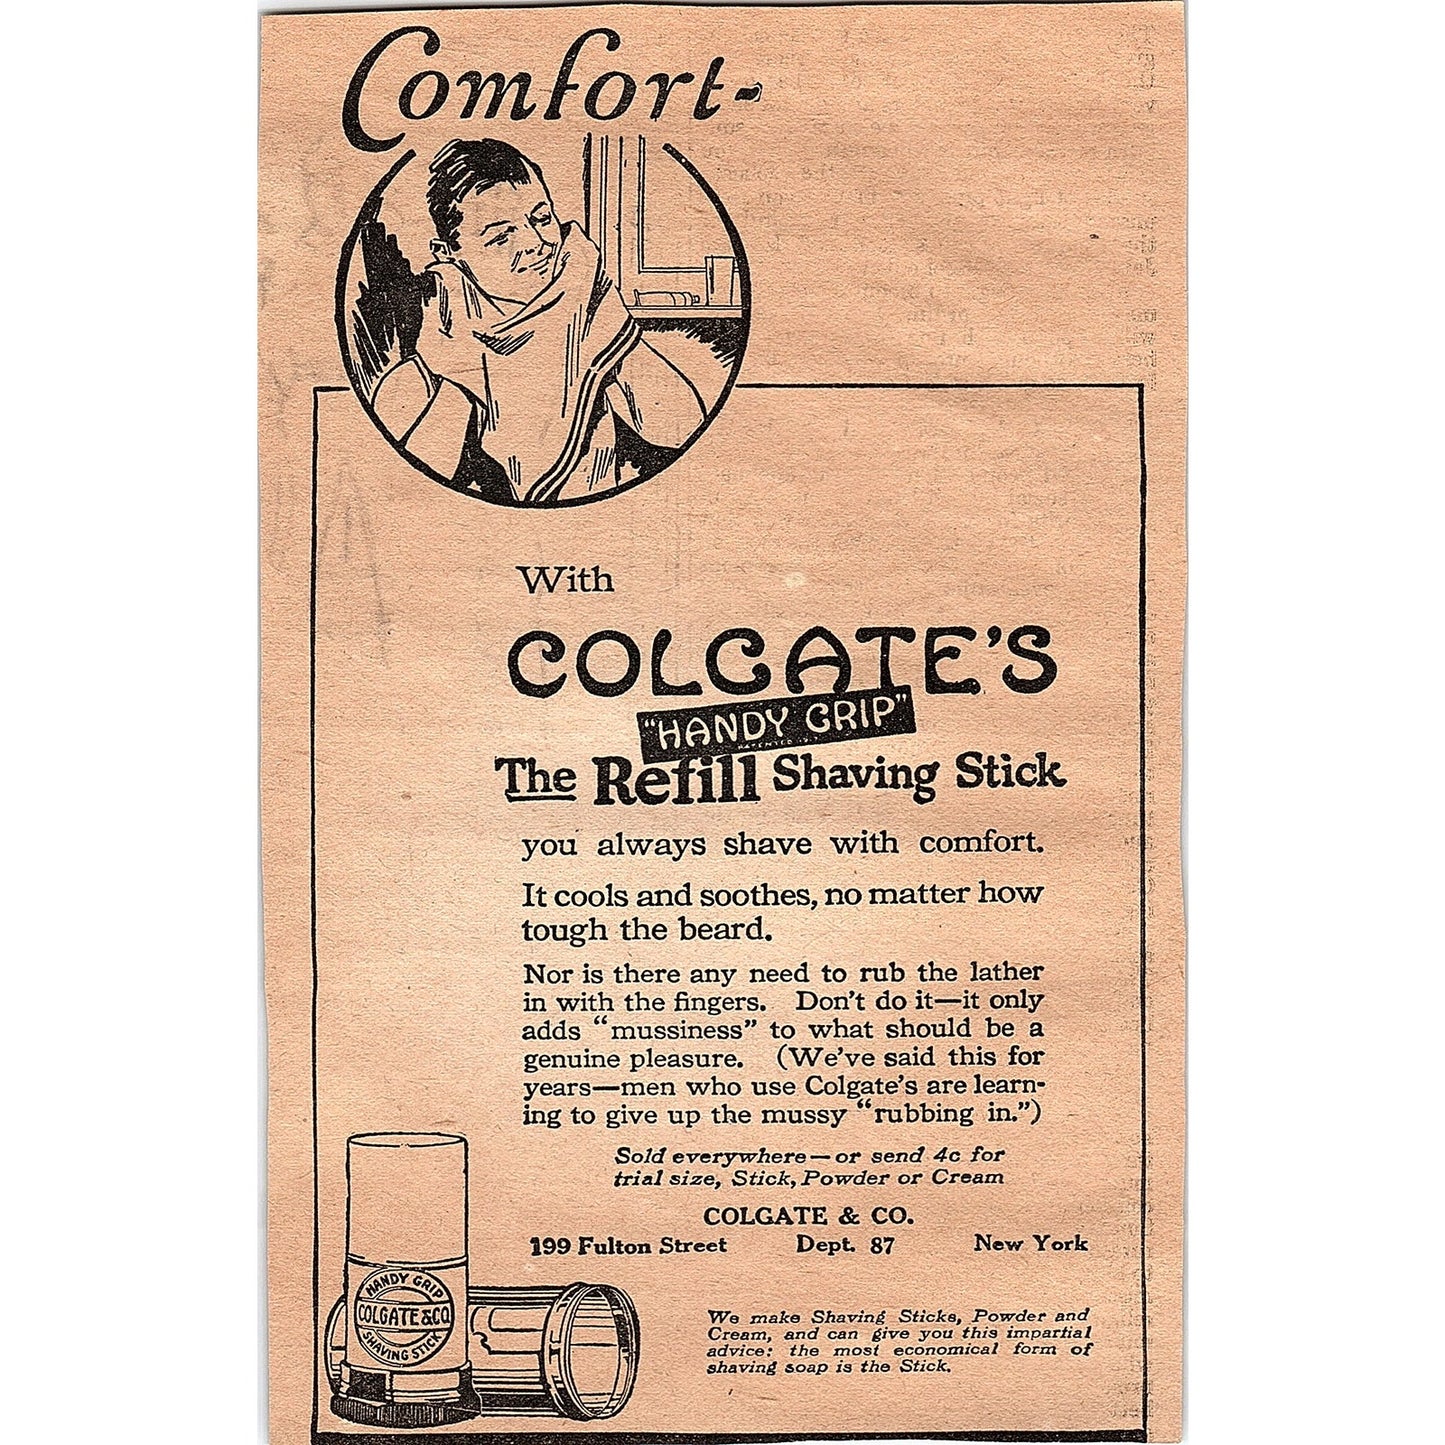 Comfort-
With
COLGATE'S
"HANDY GRIP"
The Refill Shaving Stick
you always shave with comfort.
It cools and soothes, no matter how
tough the beard.
Nor is there any need to rub the lather
in with the fingers. Don't do it—it only
adds "mussiness" to what should be a
genuine pleasure. (We've said this for
years—men who use Colgate's are learn-
ing to give up the mussy "rubbing in.")
Sold everywhere—or send 4c for
trial size, Stick, Powder or Cream
COLGATE & CO.
199 Fulton Street Dept. 87 New York
HANDY GRIP
COLGATE & CO.
SHAVING STICK
We make Shaving Sticks, Powder and
Cream, and can give you this impartial
advice: the most economical form of
shaving soap is the Stick.